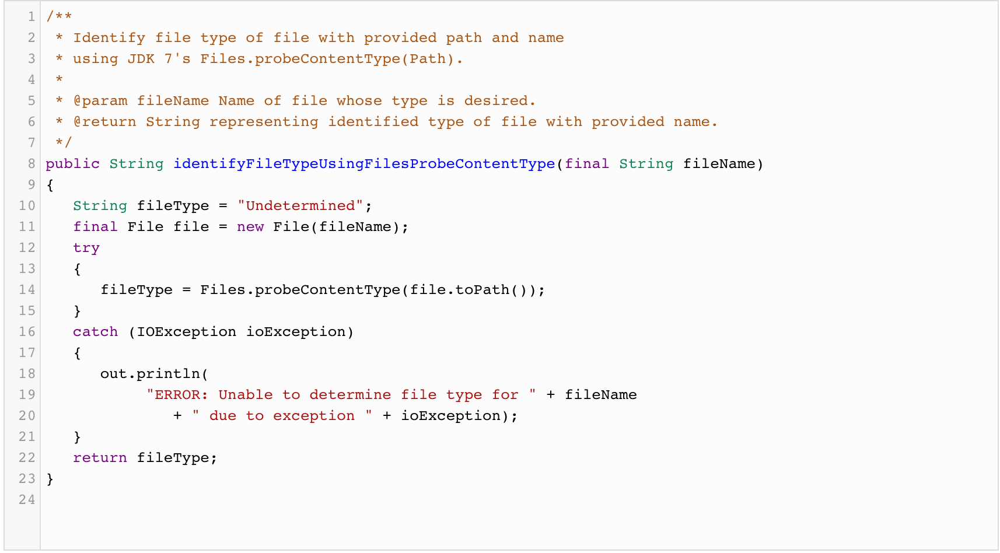 1 /**
2  * Identify file type of file with provided path and name
3  * using JDK 7's Files.probeContentType(Path).
4  *
5  * @param fileName Name of file whose type is desired.
6  * @return String representing identified type of file with provided name.
7  */
8 public String identifyFileTypeUsingFilesProbeContentType(final String fileName)
9 {
10    String fileType = "Undetermined";
11    final File file = new File(fileName);
12    try
13    {
14       fileType = Files.probeContentType(file.toPath());
15    }
16    catch (IOException ioException)
17    {
18       out.println(
19            "ERROR: Unable to determine file type for " + fileName
20               + " due to exception " + ioException);
21    }
22    return fileType;
23 }
24